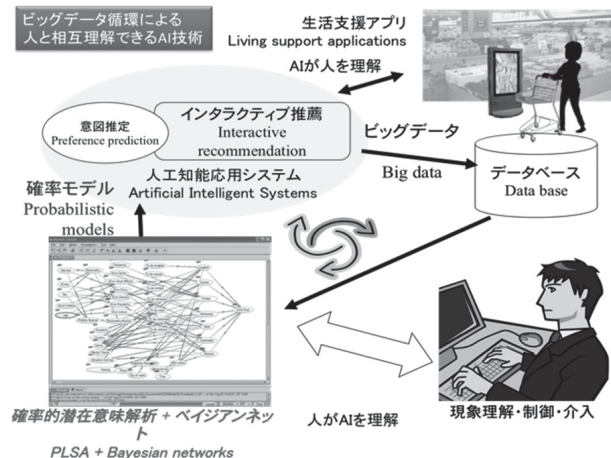 ビッグデータ循環による
人と相互理解できるAI技術
生活支援アプリ
Living support applications
AIが人を理解
意図推定
Preference prediction
インタラクティブ推薦
Interactive
recommendation
ビッグデータ
Big data
データベース
Data base
人工知能応用システム
Artificial Intelligent Systems
確率モデル
Probabilistic
models
確率的潜在意味解析 + ベイジアンネッ
ト
PLSA + Bayesian networks
人がAIを理解
現象理解・制御・介入